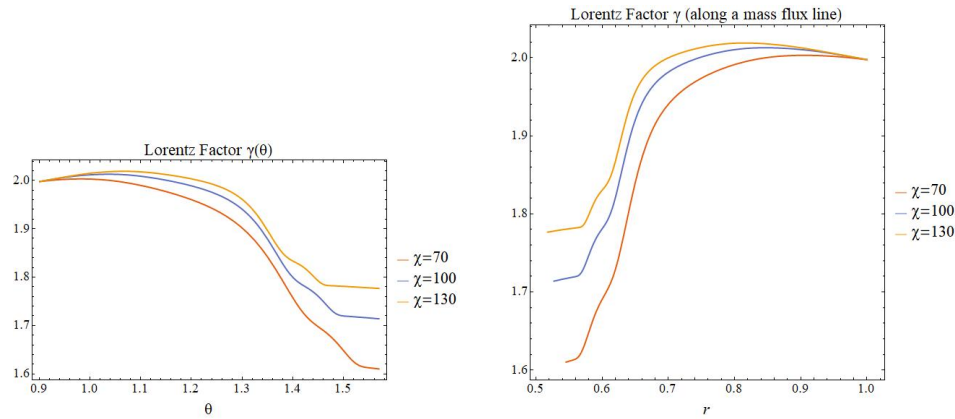 Lorentz Factor γ(θ)
2.0
1.9
1.8
1.7
1.6
0.9 1.0 1.1 1.2 1.3 1.4 1.5
θ
χ=70
χ=100
χ=130
Lorentz Factor γ (along a mass flux line)
2.0
1.9
1.8
1.7
1.6
0.5 0.6 0.7 0.8 0.9 1.0
r
χ=70
χ=100
χ=130